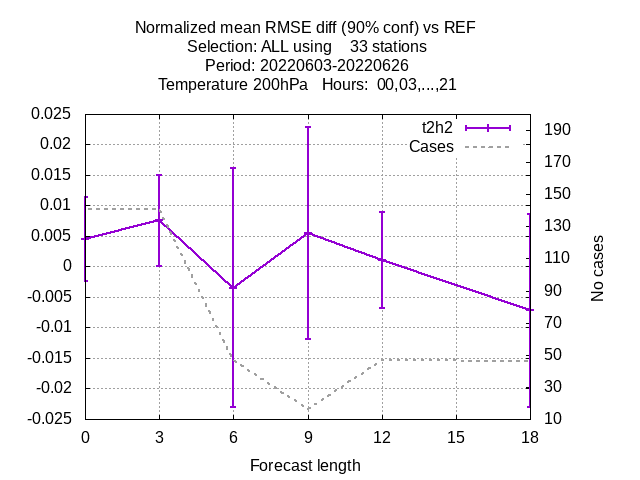 Normalized mean RMSE diff (90% conf) vs REF
Selection: ALL using    33 stations
Period: 20220603-20220626
Temperature 200hPa   Hours:  00,03,...,21
t2h2
Cases
0.025
0.02
0.015
0.01
0.005
0
-0.005
-0.01
-0.015
-0.02
-0.025
190
170
150
130
110
90
70
50
30
10
No cases
0 3 6 9 12 15 18
Forecast length